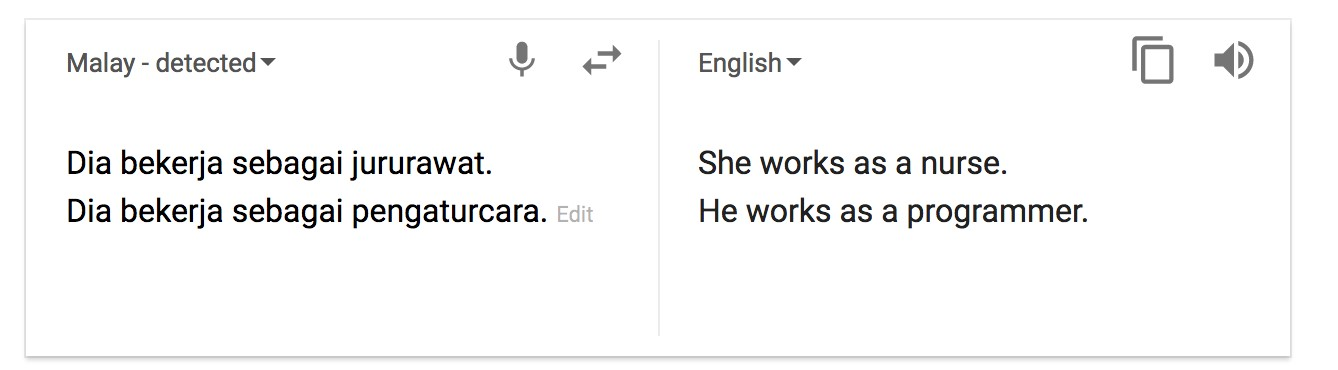 Malay - detected
English
Dia bekerja sebagai jururawat.
Dia bekerja sebagai pengaturcara. Edit
She works as a nurse.
He works as a programmer.